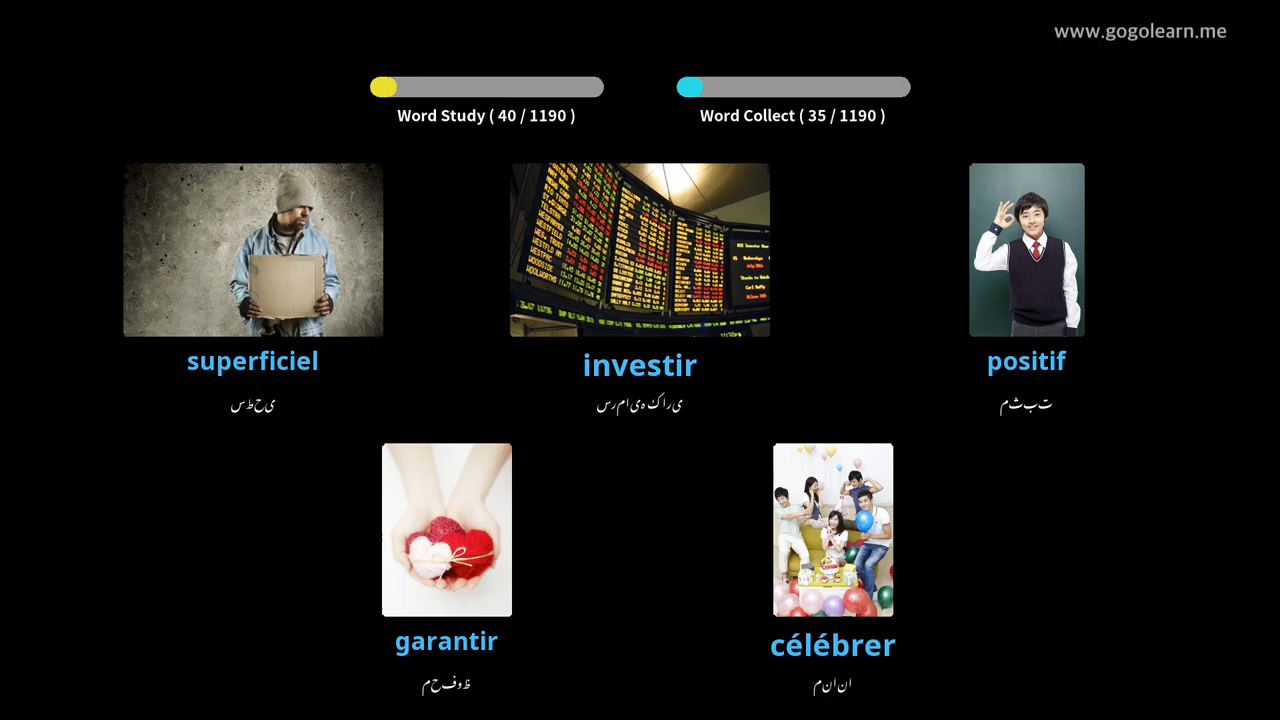 www.gogolearn.me
Word Study ( 40 / 1190 )
Word Collect ( 35 / 1190 )
superficiel
investir
positif
سطحی
سرمایہ کاری
مثبت
garantir
célébrer
محفوظ
منانا